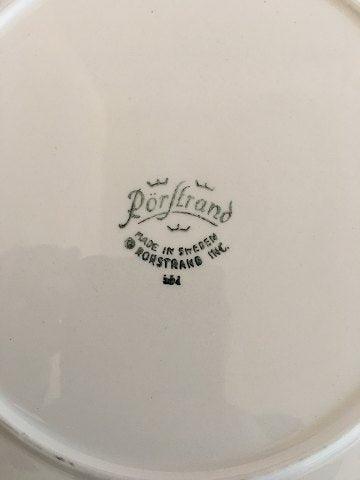 Rörstrand
MADE IN SWEDEN
© RORSTRAND INC.